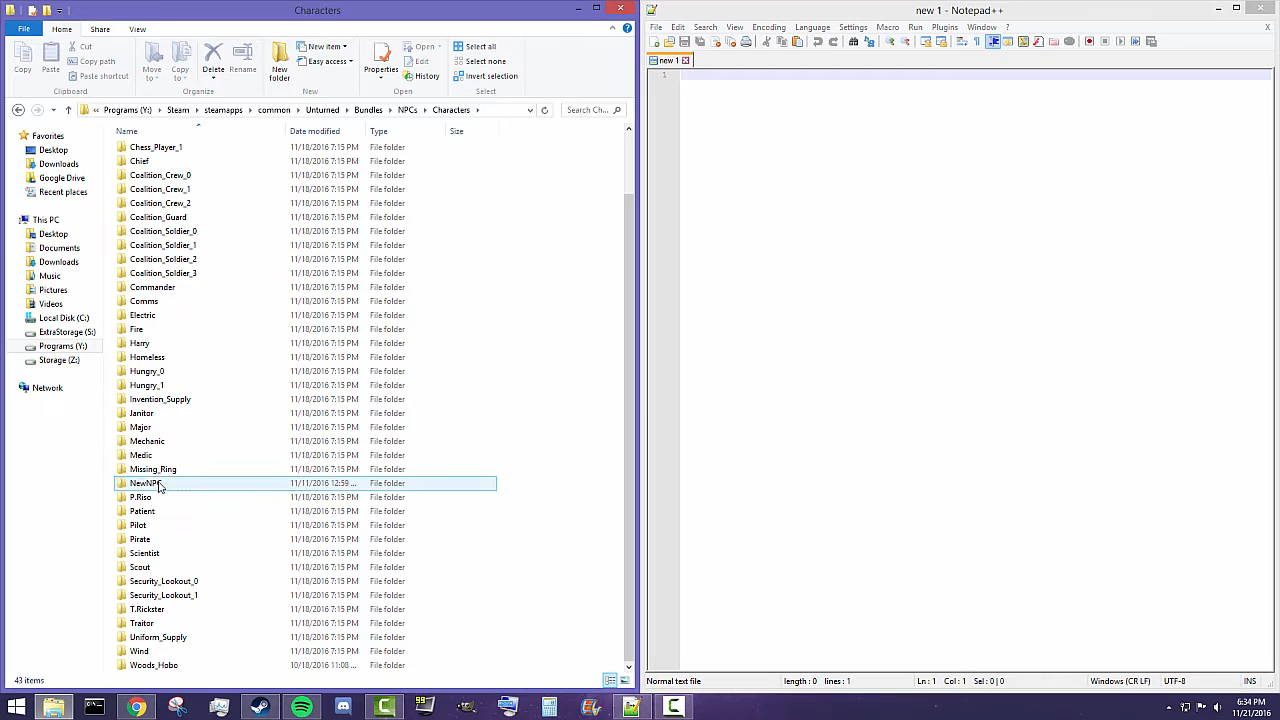 Characters
File Home Share View
Copy Paste Cut Copy path Paste shortcut
Move to Copy to Delete Rename
New folder New item Easy access
Properties Open Edit History
Select all Select none Invert selection
Clipboard Organize New Open Select
« Programs (Y:) Steam steamapps common Unturned Bundles NPCs Characters Search Ch...
Name Date modified Type Size
Favorites
Desktop
Downloads
Google Drive
Recent places
This PC
Desktop
Documents
Downloads
Music
Pictures
Videos
Local Disk (C:)
ExtraStorage (S:)
Programs (Y:)
Storage (Z:)
Network
Chess_Player_1 11/18/2016 7:15 PM File folder
Chief 11/18/2016 7:15 PM File folder
Coalition_Crew_0 11/18/2016 7:15 PM File folder
Coalition_Crew_1 11/18/2016 7:15 PM File folder
Coalition_Crew_2 11/18/2016 7:15 PM File folder
Coalition_Guard 11/18/2016 7:15 PM File folder
Coalition_Soldier_0 11/18/2016 7:15 PM File folder
Coalition_Soldier_1 11/18/2016 7:15 PM File folder
Coalition_Soldier_2 11/18/2016 7:15 PM File folder
Coalition_Soldier_3 11/18/2016 7:15 PM File folder
Commander 11/18/2016 7:15 PM File folder
Comms 11/18/2016 7:15 PM File folder
Electric 11/18/2016 7:15 PM File folder
Fire 11/18/2016 7:15 PM File folder
Harry 11/18/2016 7:15 PM File folder
Homeless 11/18/2016 7:15 PM File folder
Hungry_0 11/18/2016 7:15 PM File folder
Hungry_1 11/18/2016 7:15 PM File folder
Invention_Supply 11/18/2016 7:15 PM File folder
Janitor 11/18/2016 7:15 PM File folder
Major 11/18/2016 7:15 PM File folder
Mechanic 11/18/2016 7:15 PM File folder
Medic 11/18/2016 7:15 PM File folder
Missing_Ring 11/18/2016 7:15 PM File folder
NewNPC 11/11/2016 12:59 ... File folder
P.Riso 11/18/2016 7:15 PM File folder
Patient 11/18/2016 7:15 PM File folder
Pilot 11/18/2016 7:15 PM File folder
Pirate 11/18/2016 7:15 PM File folder
Scientist 11/18/2016 7:15 PM File folder
Scout 11/18/2016 7:15 PM File folder
Security_Lookout_0 11/18/2016 7:15 PM File folder
Security_Lookout_1 11/18/2016 7:15 PM File folder
T.Rickster 11/18/2016 7:15 PM File folder
Traitor 11/18/2016 7:15 PM File folder
Uniform_Supply 11/18/2016 7:15 PM File folder
Wind 11/18/2016 7:15 PM File folder
Woods_Hobo 10/18/2016 11:08 ... File folder
43 items
new 1 - Notepad++
File Edit Search View Encoding Language Settings Macro Run Plugins Window ? X
new 1
1
Normal text file length : 0 lines : 1 Ln : 1 Col : 1 Sel : 0 | 0 Windows (CR LF) UTF-8 INS
6:34 PM
11/21/2016